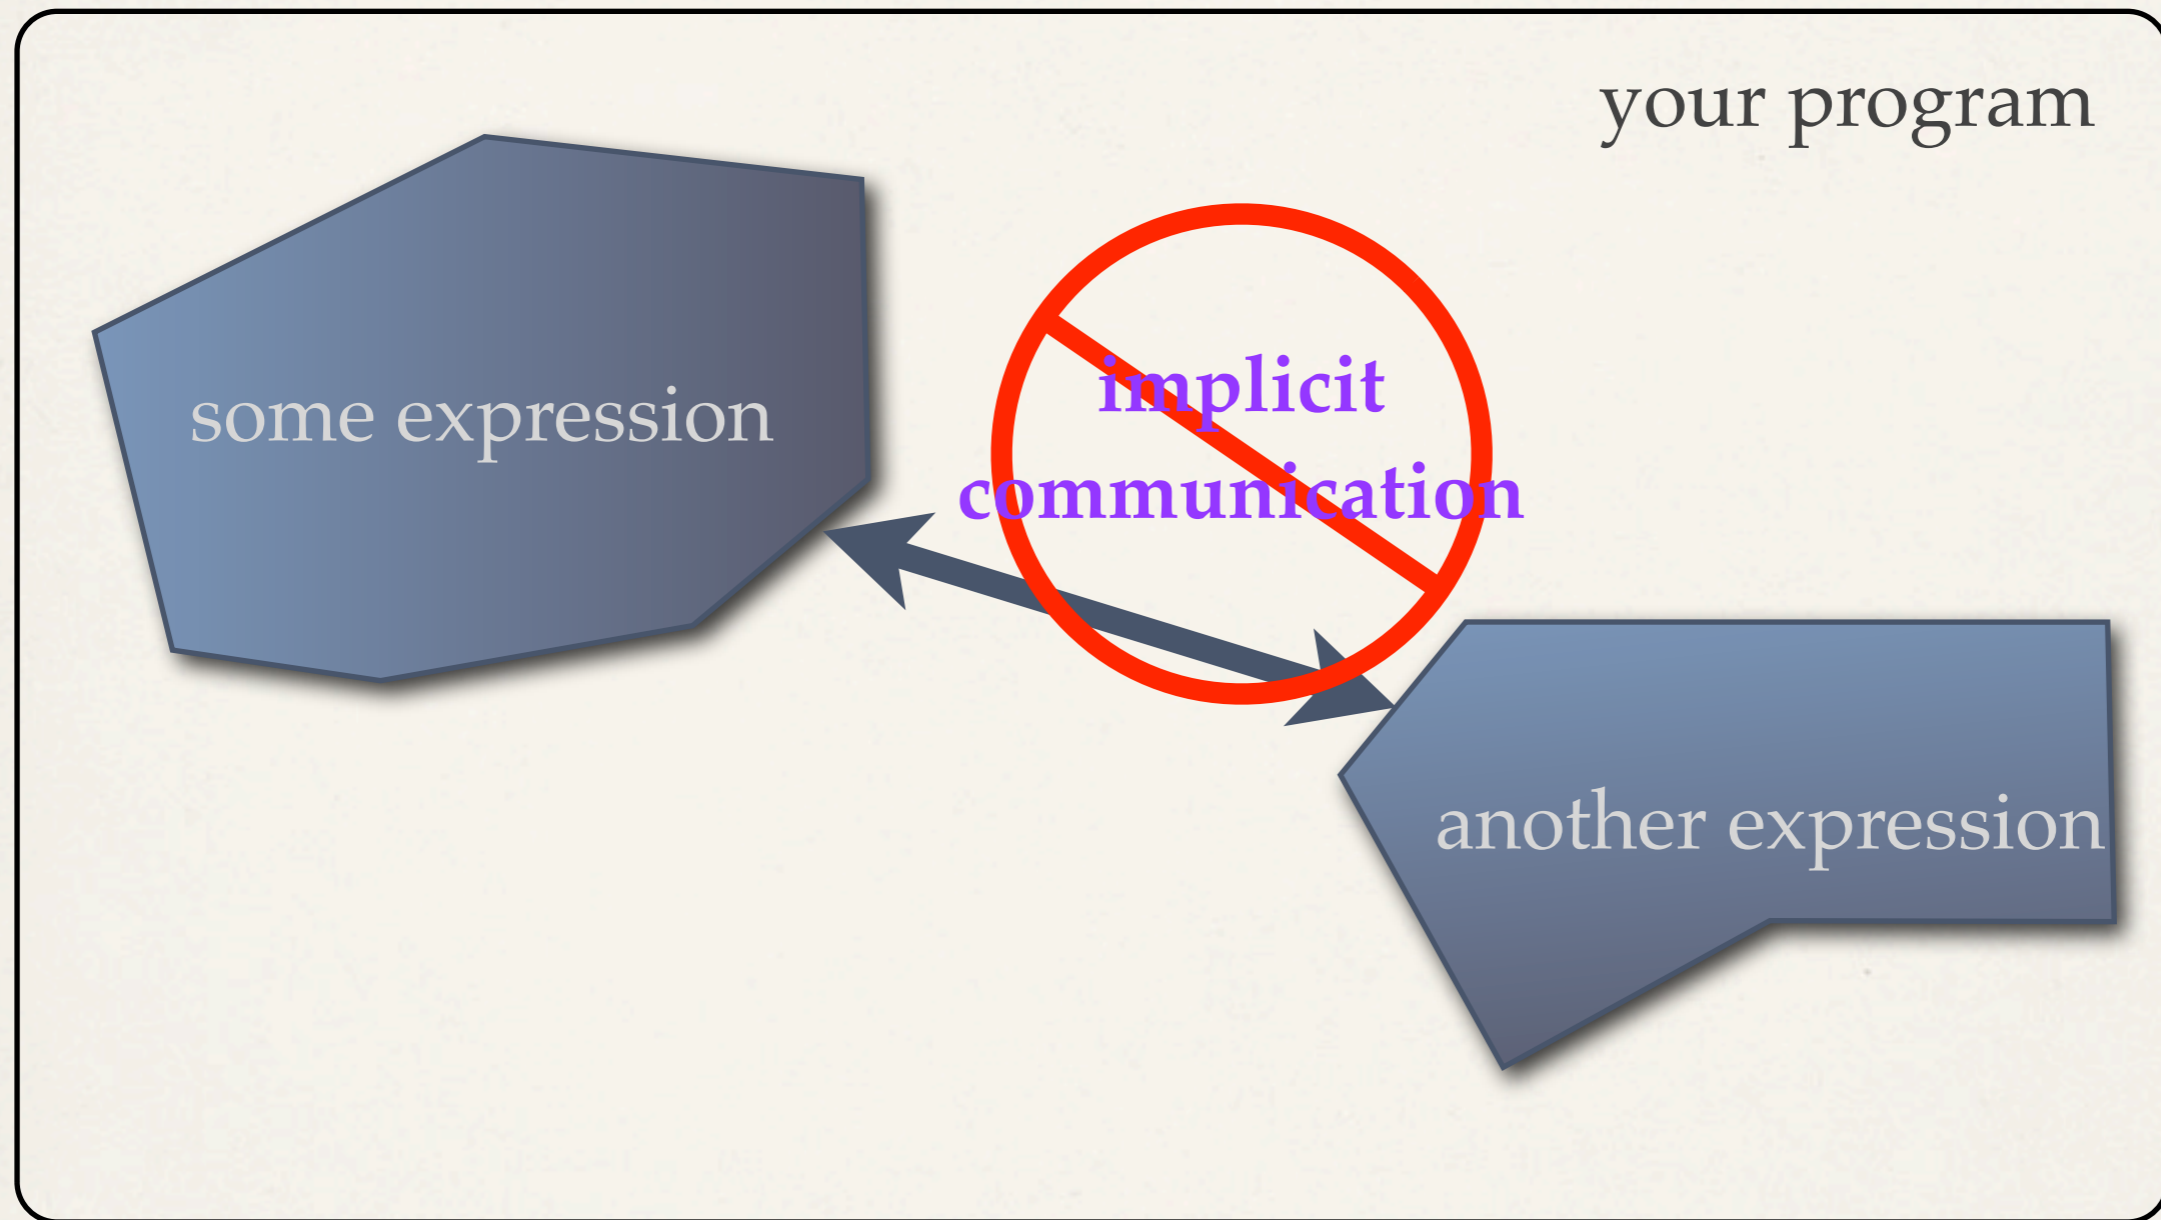 your program
some expression
implicit
communication
another expression